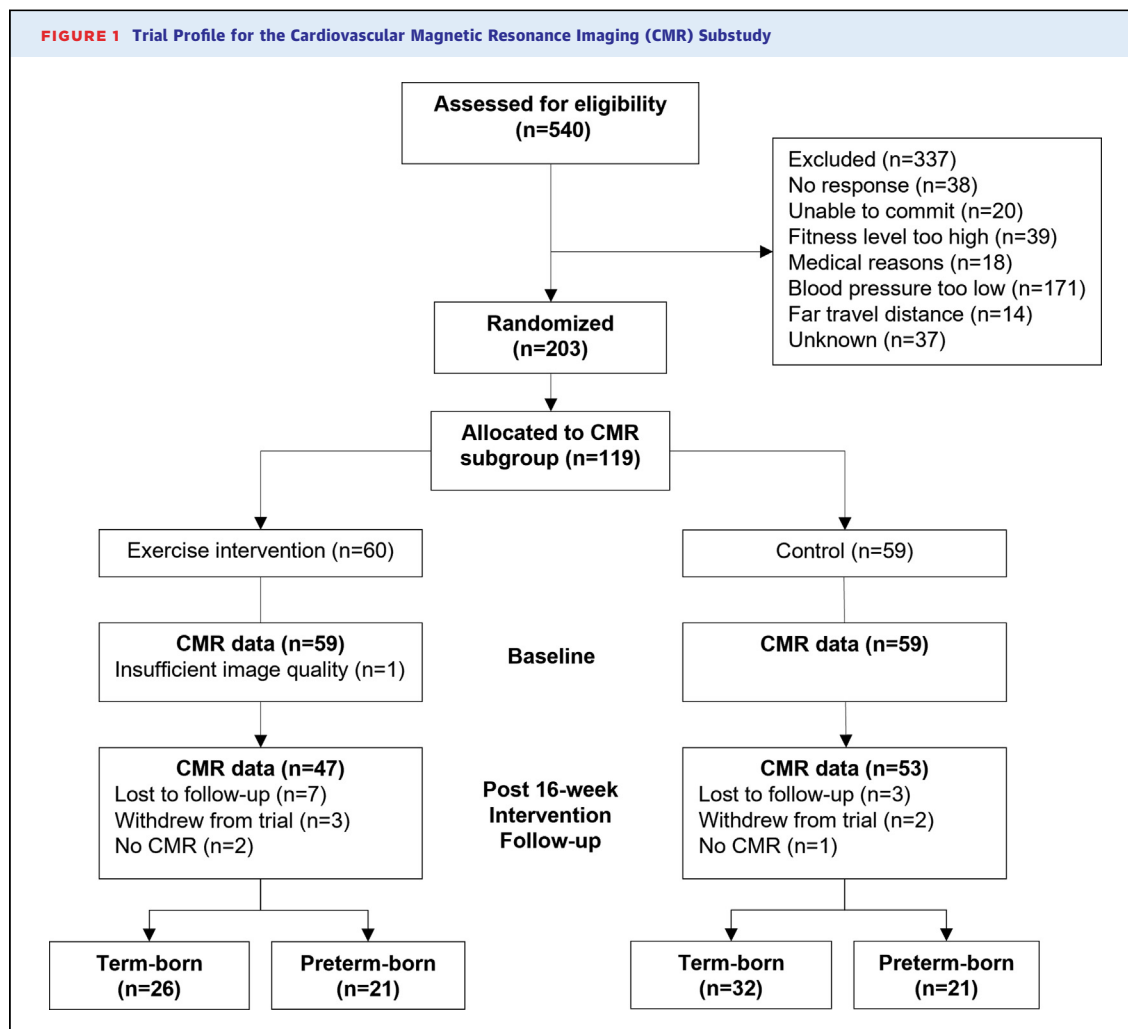 FIGURE 1 Trial Profile for the Cardiovascular Magnetic Resonance Imaging (CMR) Substudy
Assessed for eligibility
(n=540)
Excluded (n=337)
No response (n=38)
Unable to commit (n=20)
Fitness level too high (n=39)
Medical reasons (n=18)
Blood pressure too low (n=171)
Far travel distance (n=14)
Unknown (n=37)
Randomized
(n=203)
Allocated to CMR
subgroup (n=119)
Exercise intervention (n=60)
Control (n=59)
CMR data (n=59)
Insufficient image quality (n=1)
Baseline
CMR data (n=59)
CMR data (n=47)
Lost to follow-up (n=7)
Withdrew from trial (n=3)
No CMR (n=2)
Post 16-week
Intervention
Follow-up
CMR data (n=53)
Lost to follow-up (n=3)
Withdrew from trial (n=2)
No CMR (n=1)
Term-born
(n=26)
Preterm-born
(n=21)
Term-born
(n=32)
Preterm-born
(n=21)